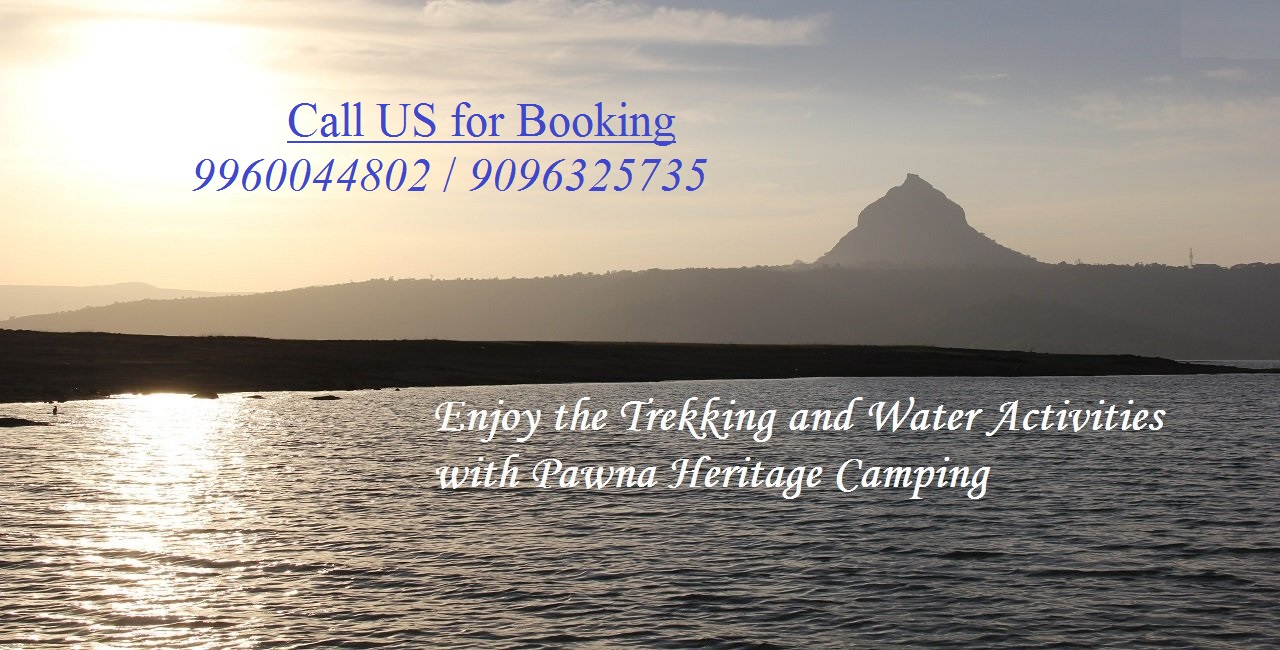 Call US for Booking
9960044802 / 9096325735
Enjoy the Trekking and Water Activities
with Pawna Heritage Camping